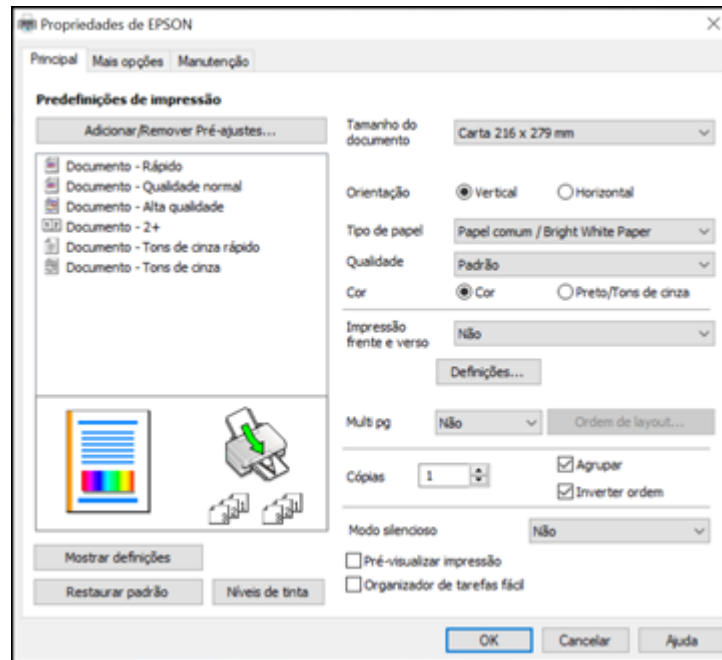 Propriedades de EPSON
Principal Mais opções Manutenção
Predefinições de impressão
Adicionar/Remover Pré-ajustes...
Documento - Rápido
Documento - Qualidade normal
Documento - Alta qualidade
Documento - 2+
Documento - Tons de cinza rápido
Documento - Tons de cinza
Mostrar definições
Restaurar padrão Níveis de tinta
Tamanho do
documento
Carta 216 x 279 mm
Orientação Vertical Horizontal
Tipo de papel Papel comum / Bright White Paper
Qualidade Padrão
Cor Cor Preto/Tons de cinza
Impressão
frente e verso
Não
Definições...
Multi pg Não Ordem de layout...
Cópias 1 Agrupar
Inverter ordem
Modo silencioso Não
Pré-visualizar impressão
Organizador de tarefas fácil
OK Cancelar Ajuda